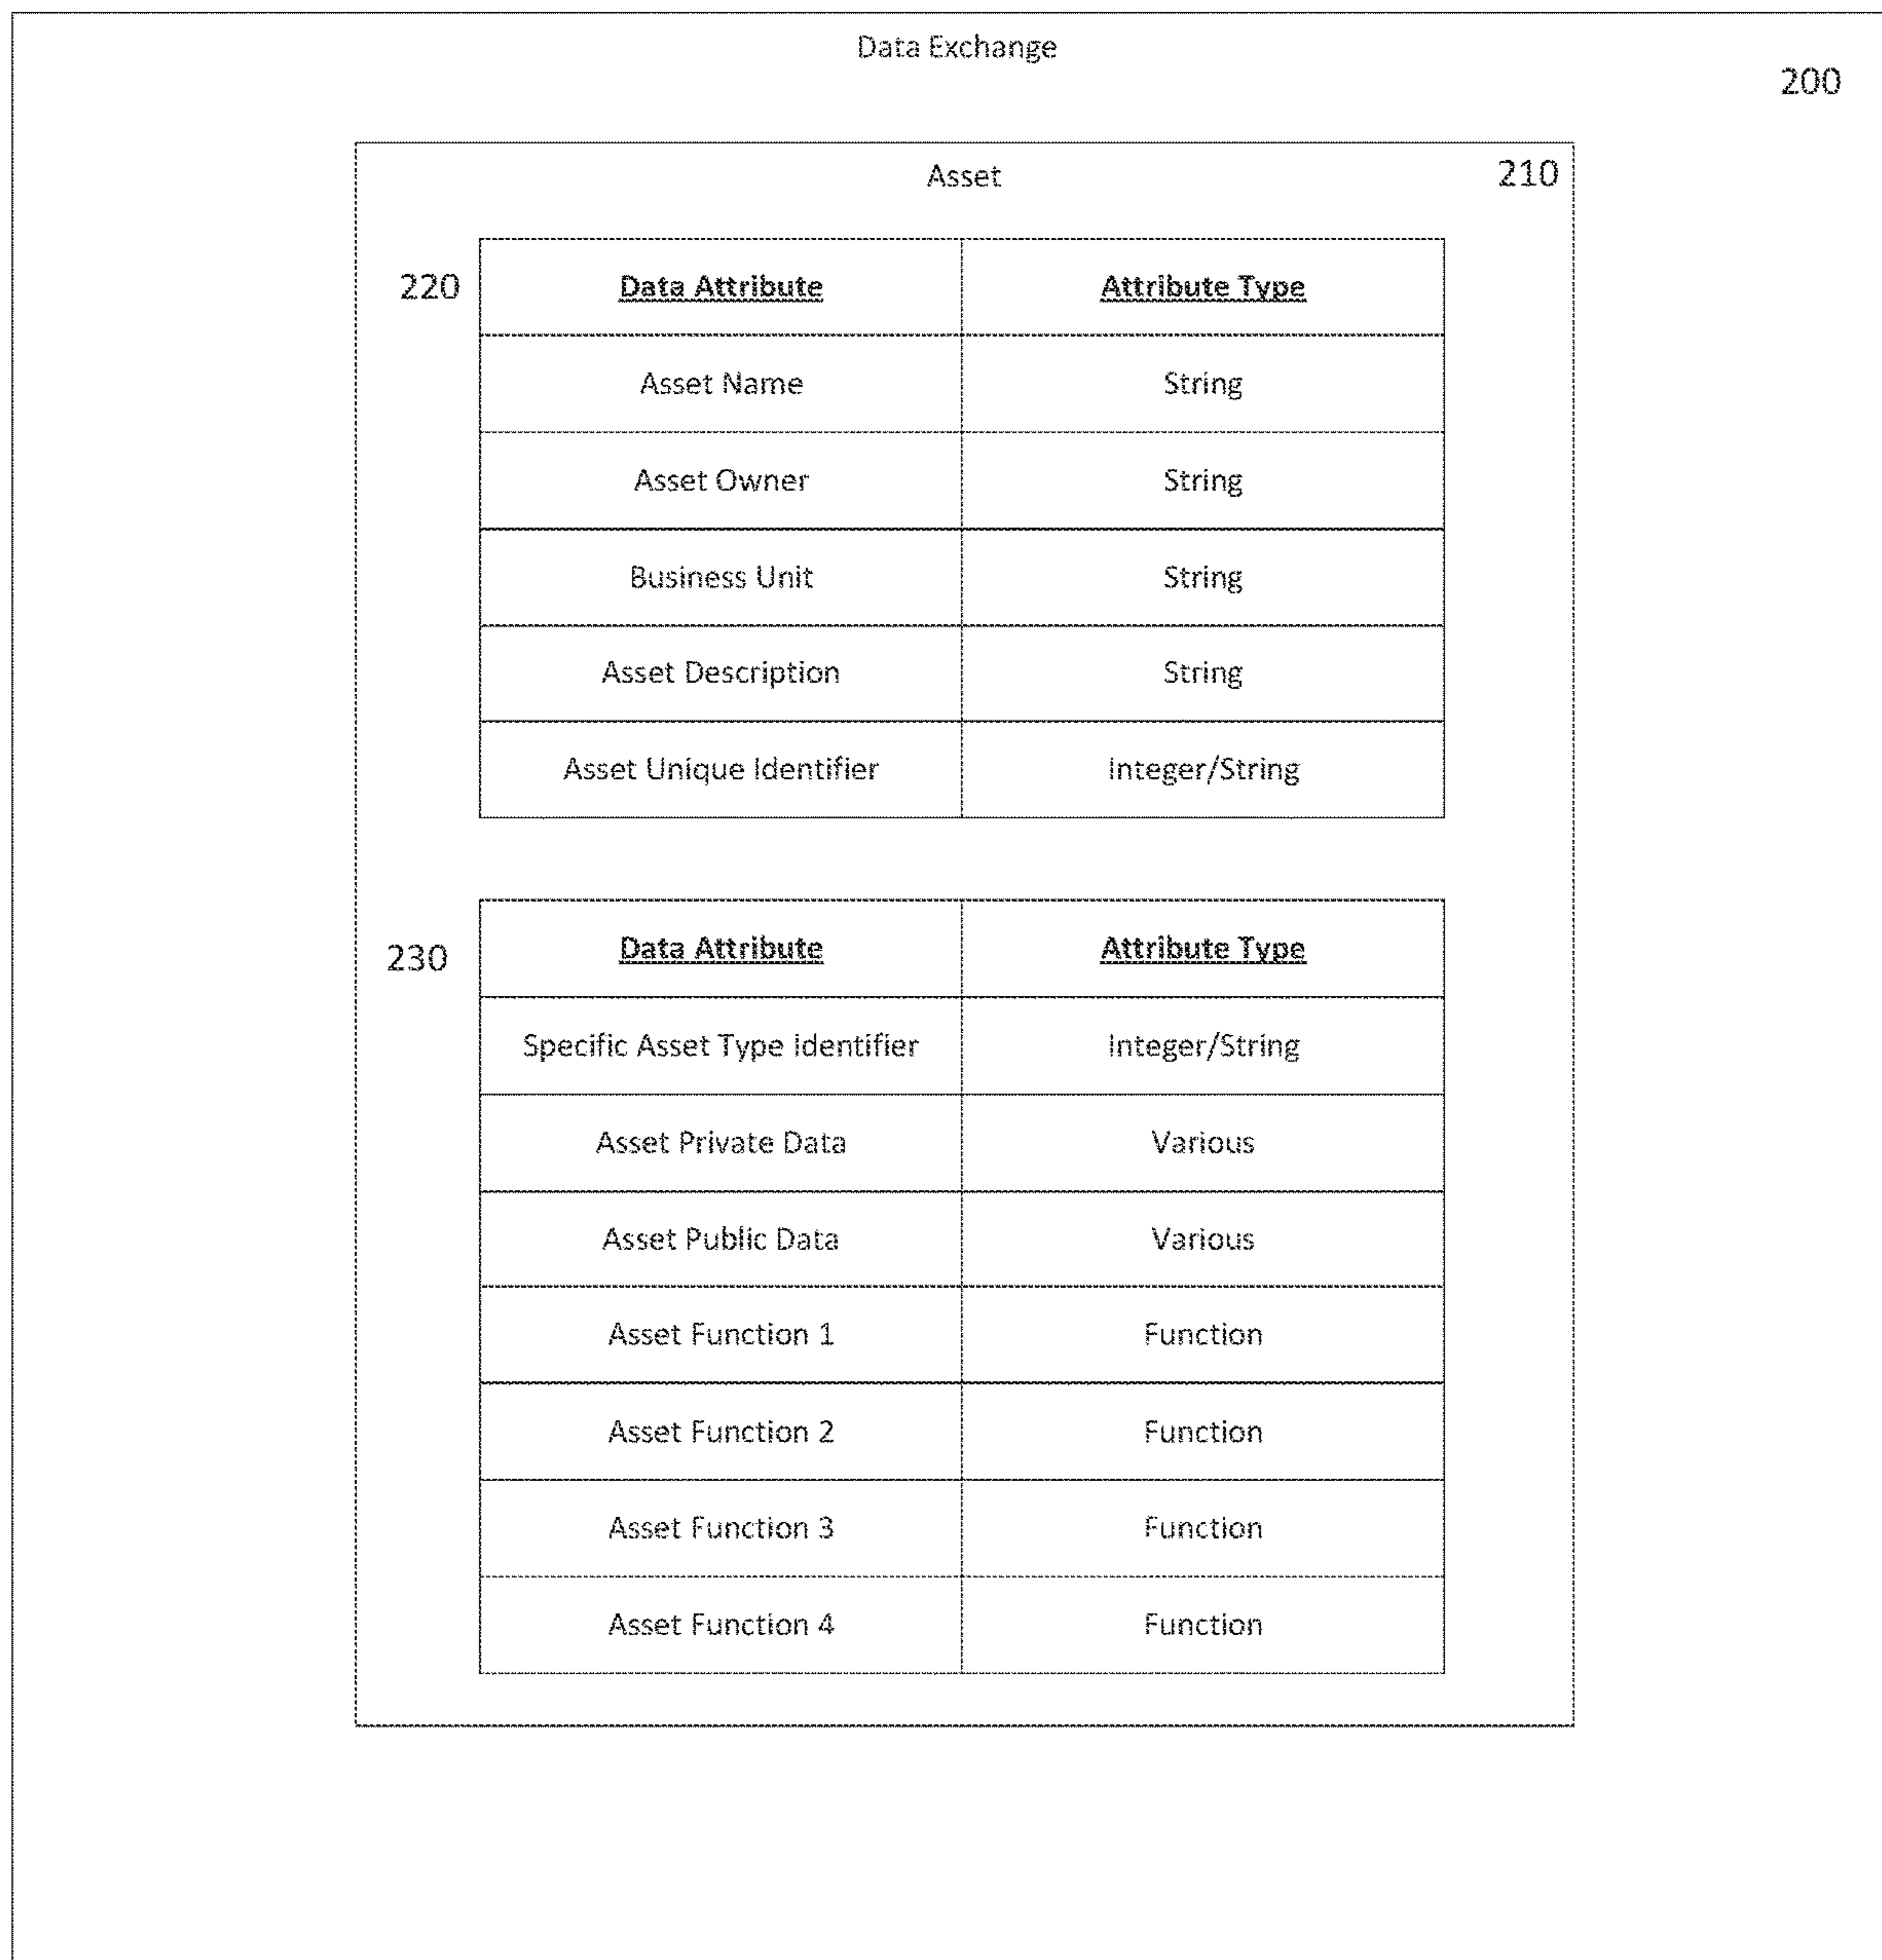 Data Exchange
200
Asset
210
220
Data Attribute Attribute Type
Asset Name String
Asset Owner String
Business Unit String
Asset Description String
Asset Unique Identifier Integer/String
230
Data Attribute Attribute Type
Specific Asset Type Identifier Integer/String
Asset Private Data Various
Asset Public Data Various
Asset Function 1 Function
Asset Function 2 Function
Asset Function 3 Function
Asset Function 4 Function